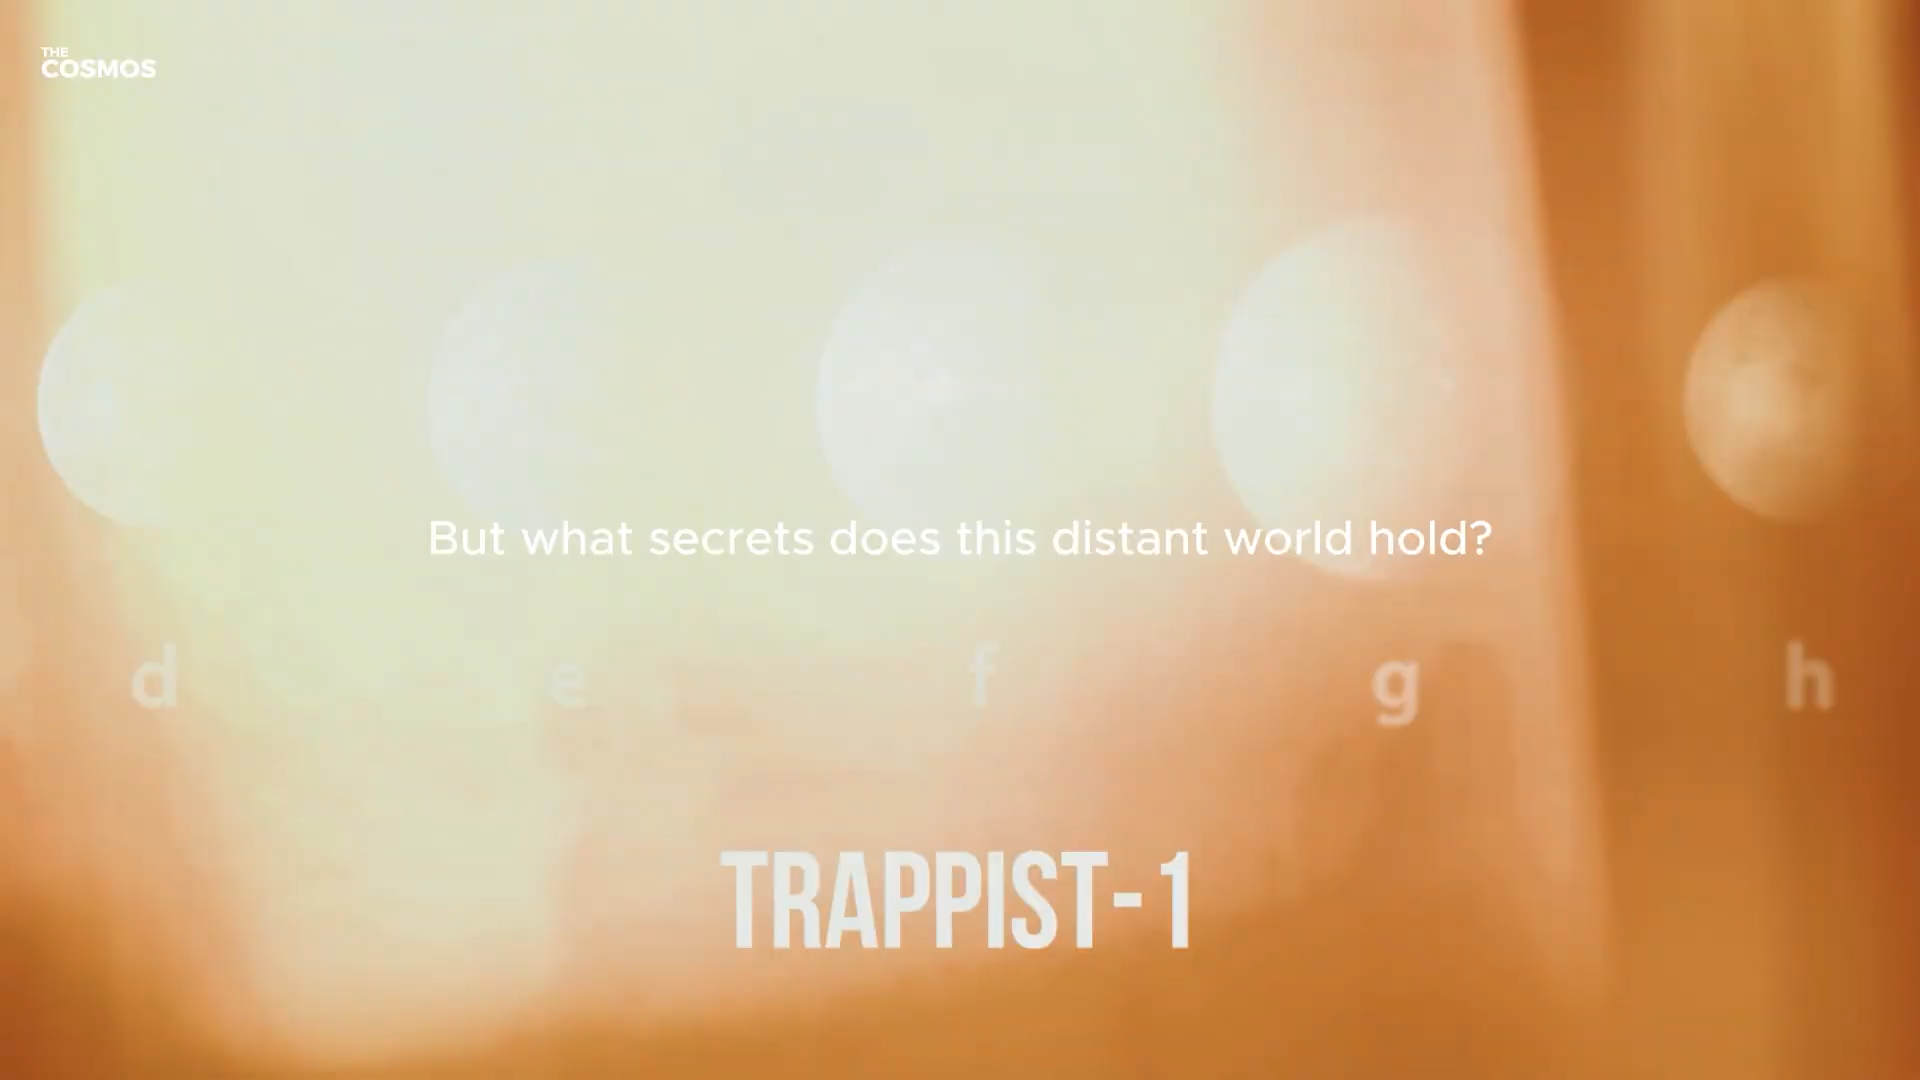 THE
COSMOS
But what secrets does this distant world hold?
d e f g h
TRAPPIST-1